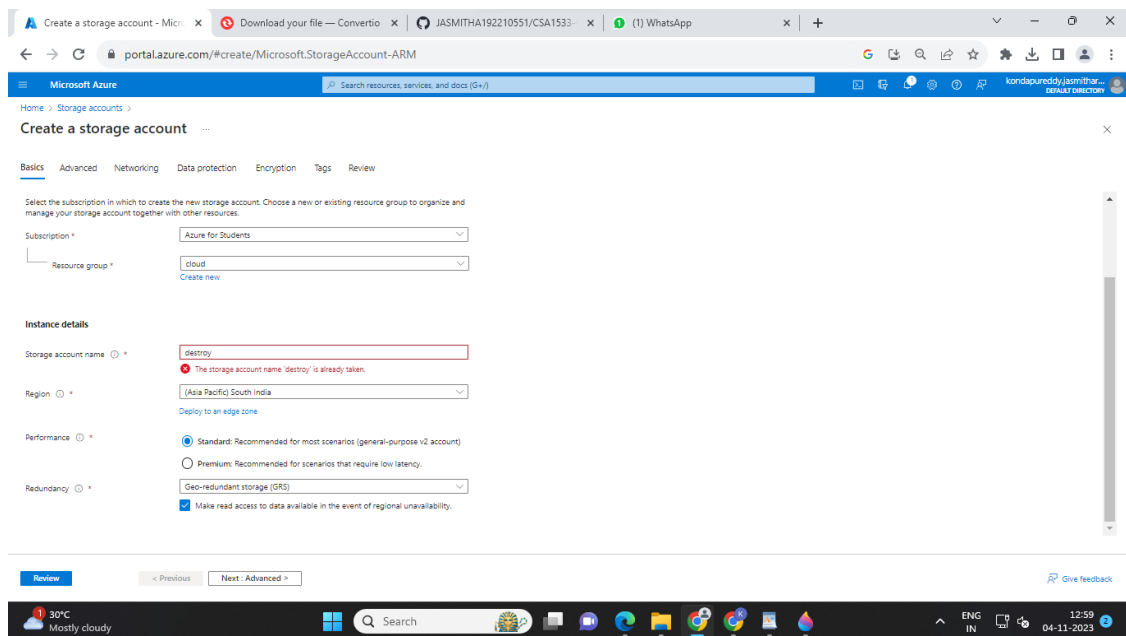 Create a storage account - Micr
Download your file — Convertio
JASMITHA192210551/CSA1533-
(1) WhatsApp
portal.azure.com/#create/Microsoft.StorageAccount-ARM
Microsoft Azure
Search resources, services, and docs (G+/)
1
kondapureddy.jasmithar...
DEFAULT DIRECTORY
Home > Storage accounts >
Create a storage account ...
Basics Advanced Networking Data protection Encryption Tags Review
Select the subscription in which to create the new storage account. Choose a new or existing resource group to organize and
manage your storage account together with other resources.
Subscription * Azure for Students
Resource group * cloud
Create new
Instance details
Storage account name * destroy
The storage account name 'destroy' is already taken.
Region * (Asia Pacific) South India
Deploy to an edge zone
Performance * Standard: Recommended for most scenarios (general-purpose v2 account)
Premium: Recommended for scenarios that require low latency.
Redundancy * Geo-redundant storage (GRS)
Make read access to data available in the event of regional unavailability.
Review < Previous Next : Advanced > Give feedback
1 30°C
Mostly cloudy
Search
ENG
IN
12:59
04-11-2023
2